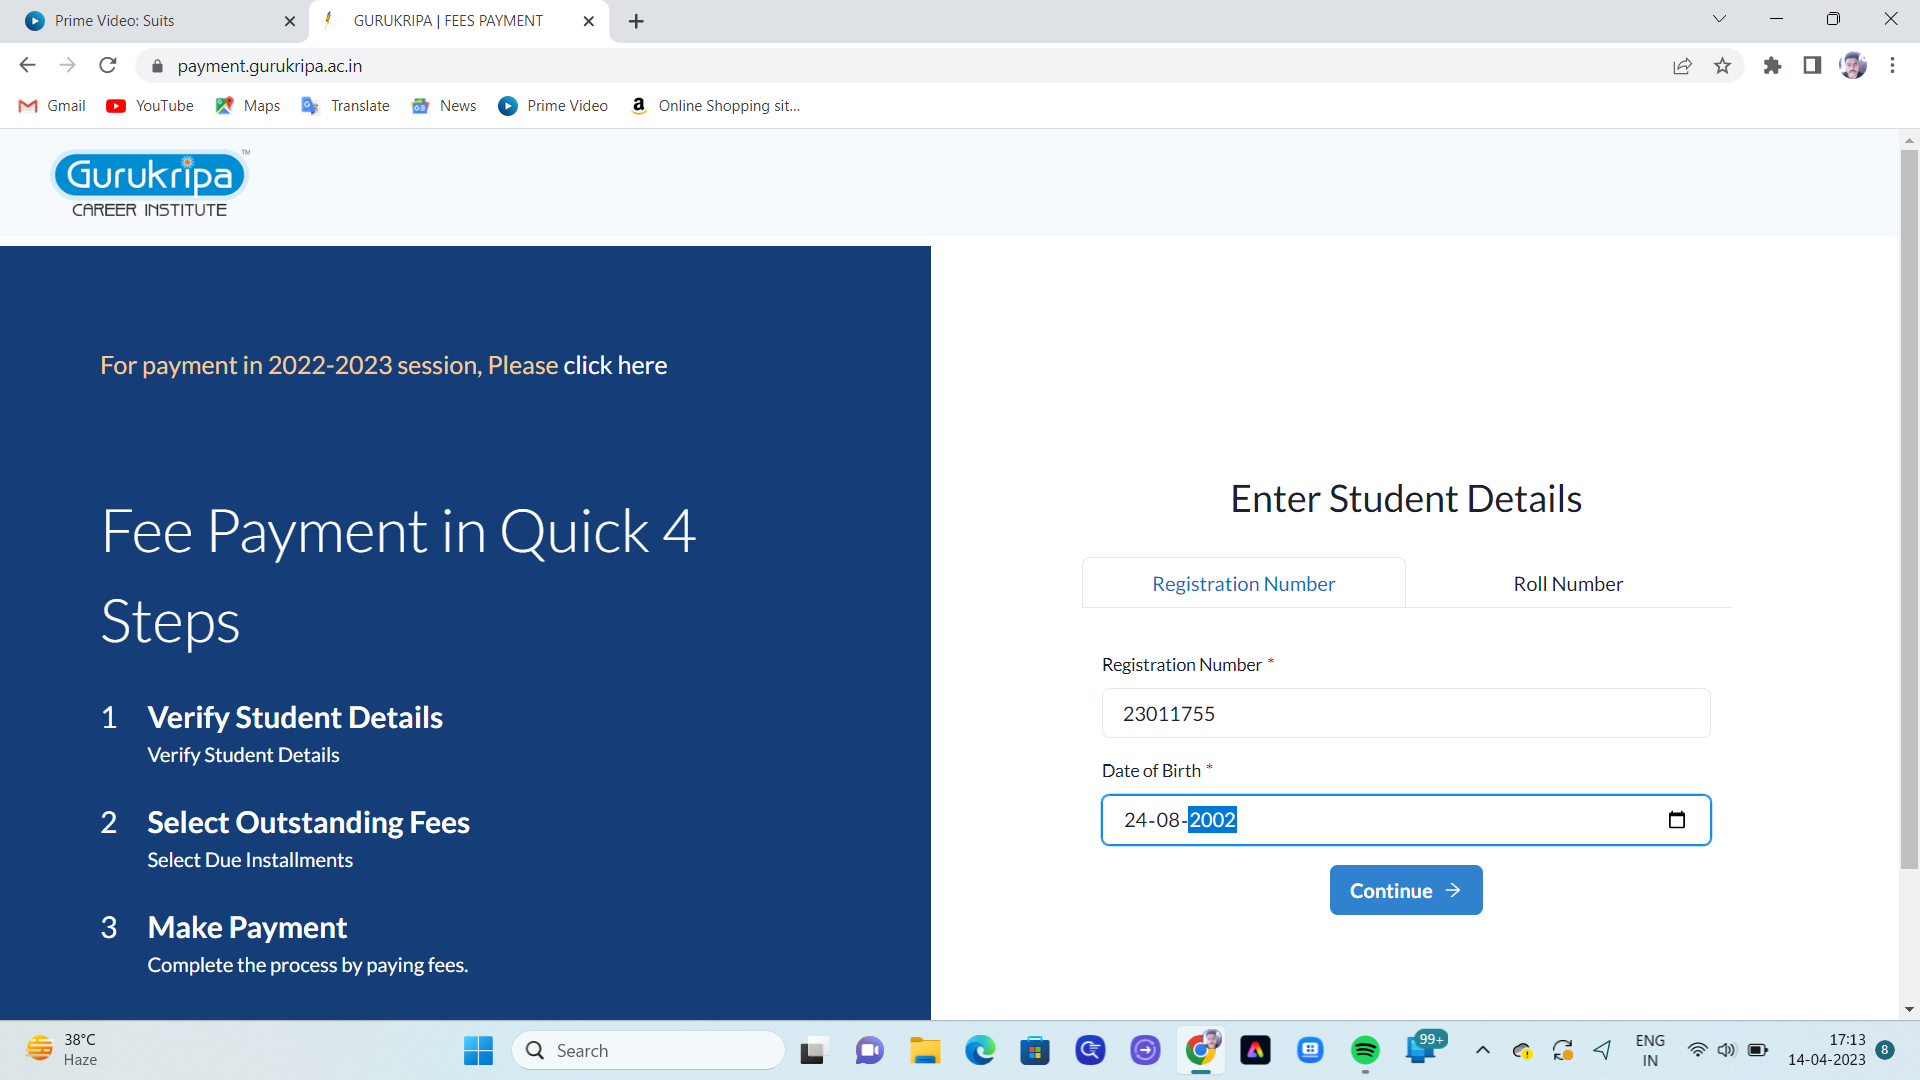 Prime Video: Suits
GURUKRIPA | FEES PAYMENT
payment.gurukripa.ac.in
Gmail
YouTube
Maps
Translate
News
Prime Video
Online Shopping sit...
Gurukripa TM
CAREER INSTITUTE
For payment in 2022-2023 session, Please click here
Fee Payment in Quick 4
Steps
1 Verify Student Details
Verify Student Details
2 Select Outstanding Fees
Select Due Installments
3 Make Payment
Complete the process by paying fees.
Enter Student Details
Registration Number
Roll Number
Registration Number *
23011755
Date of Birth *
24-08-2002
Continue →
38°C
Haze
Search
99+
ENG
IN
17:13
14-04-2023
8